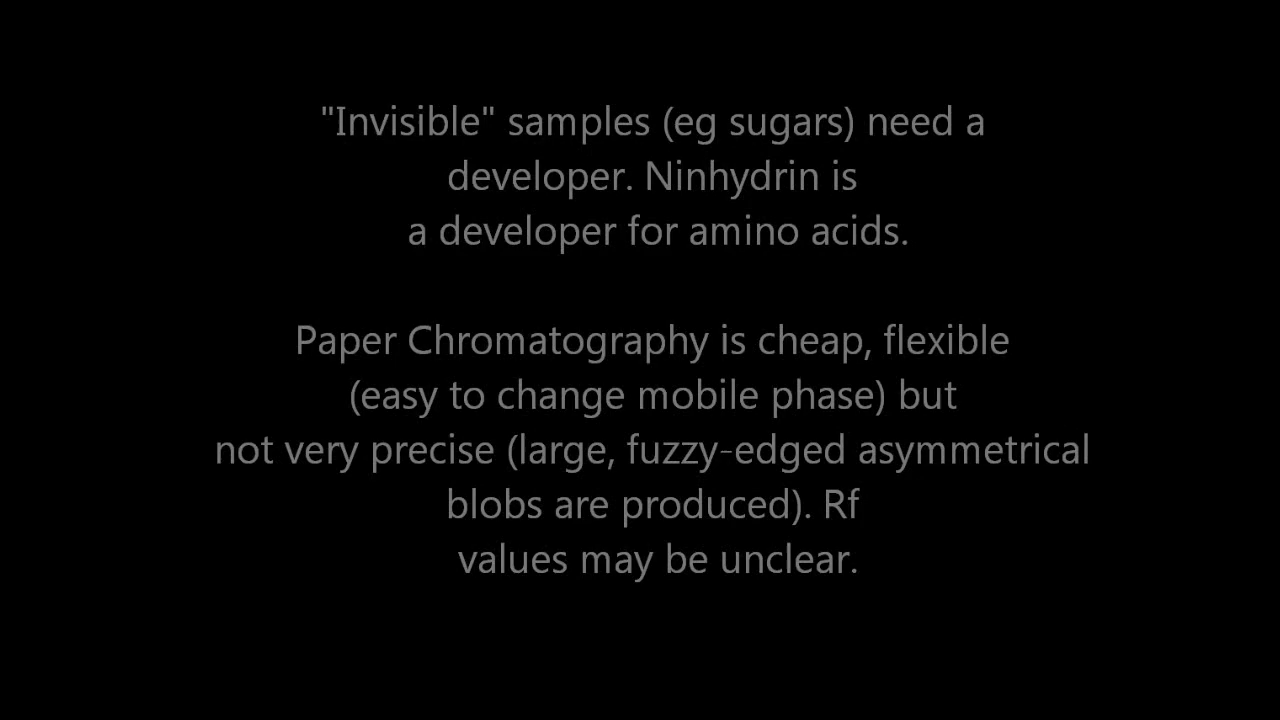 "Invisible" samples (eg sugars) need a
developer. Ninhydrin is
a developer for amino acids.
Paper Chromatography is cheap, flexible
(easy to change mobile phase) but
not very precise (large, fuzzy-edged asymmetrical
blobs are produced). Rf
values may be unclear.